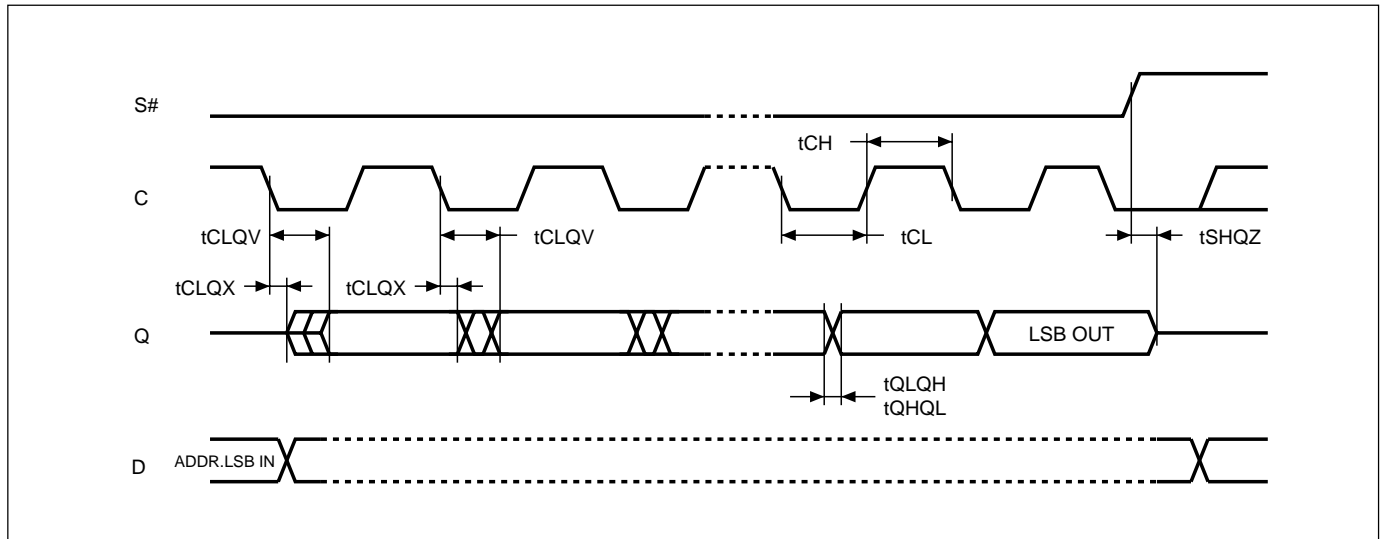 S#
tCH
C
tCLQV
tCLQV
tCL
tSHQZ
tCLQX
tCLQX
Q
LSB OUT
tQLQH
tQHQL
D
ADDR.LSB IN